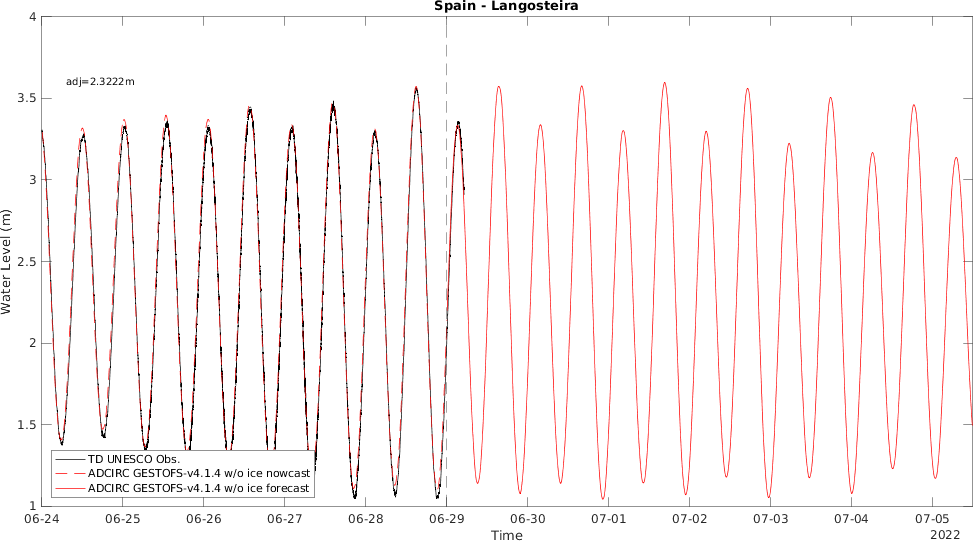 Spain - Langosteira
4
3.5
3
2.5
2
1.5
1
Water Level (m)
adj=2.3222m
TD UNESCO Obs.
ADCIRC GESTOFS-v4.1.4 w/o ice nowcast
ADCIRC GESTOFS-v4.1.4 w/o ice forecast
06-24 06-25 06-26 06-27 06-28 06-29 06-30 07-01 07-02 07-03 07-04 07-05
2022
Time